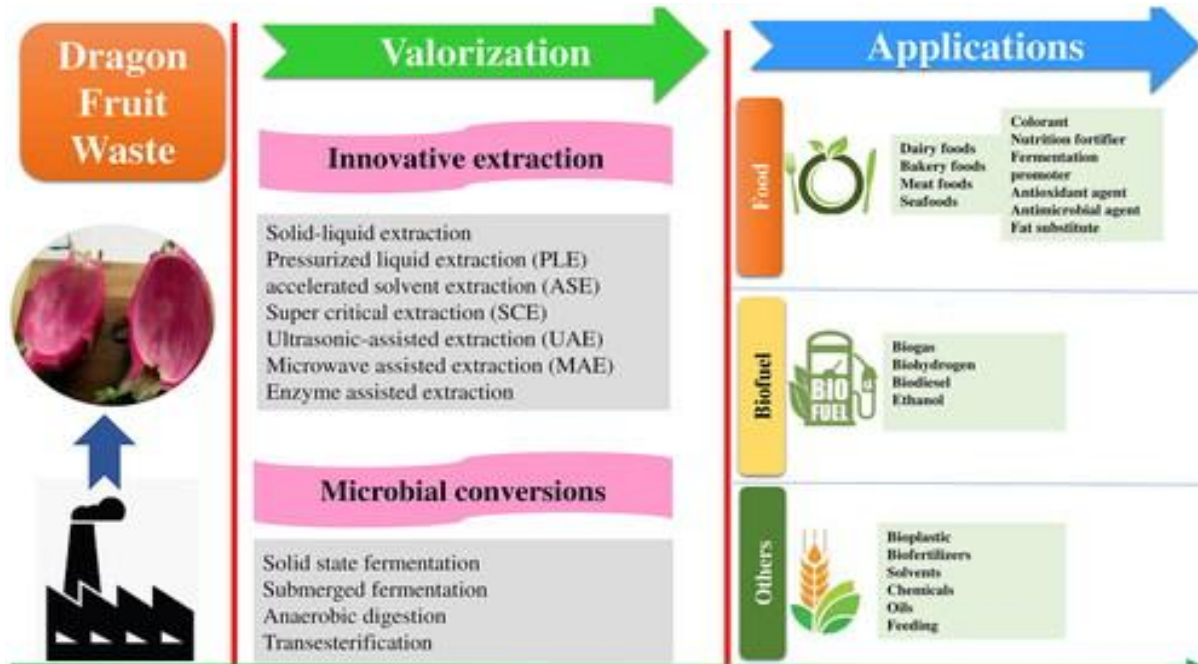 Dragon
Fruit
Waste
Valorization
Innovative extraction
Solid-liquid extraction
Pressurized liquid extraction (PLE)
accelerated solvent extraction (ASE)
Super critical extraction (SCE)
Ultrasonic-assisted extraction (UAE)
Microwave assisted extraction (MAE)
Enzyme assisted extraction
Microbial conversions
Solid state fermentation
Submerged fermentation
Anaerobic digestion
Transesterification
Applications
Food
Dairy foods
Bakery foods
Meat foods
Seafoods
Colorant
Nutrition fortifier
Fermentation
promoter
Antioxidant agent
Antimicrobial agent
Fat substitute
Biofuel
BIO
FUEL
Biogas
Biohydrogen
Biodiesel
Ethanol
Others
Bioplastic
Biofertilizers
Solvents
Chemicals
Oils
Feeding